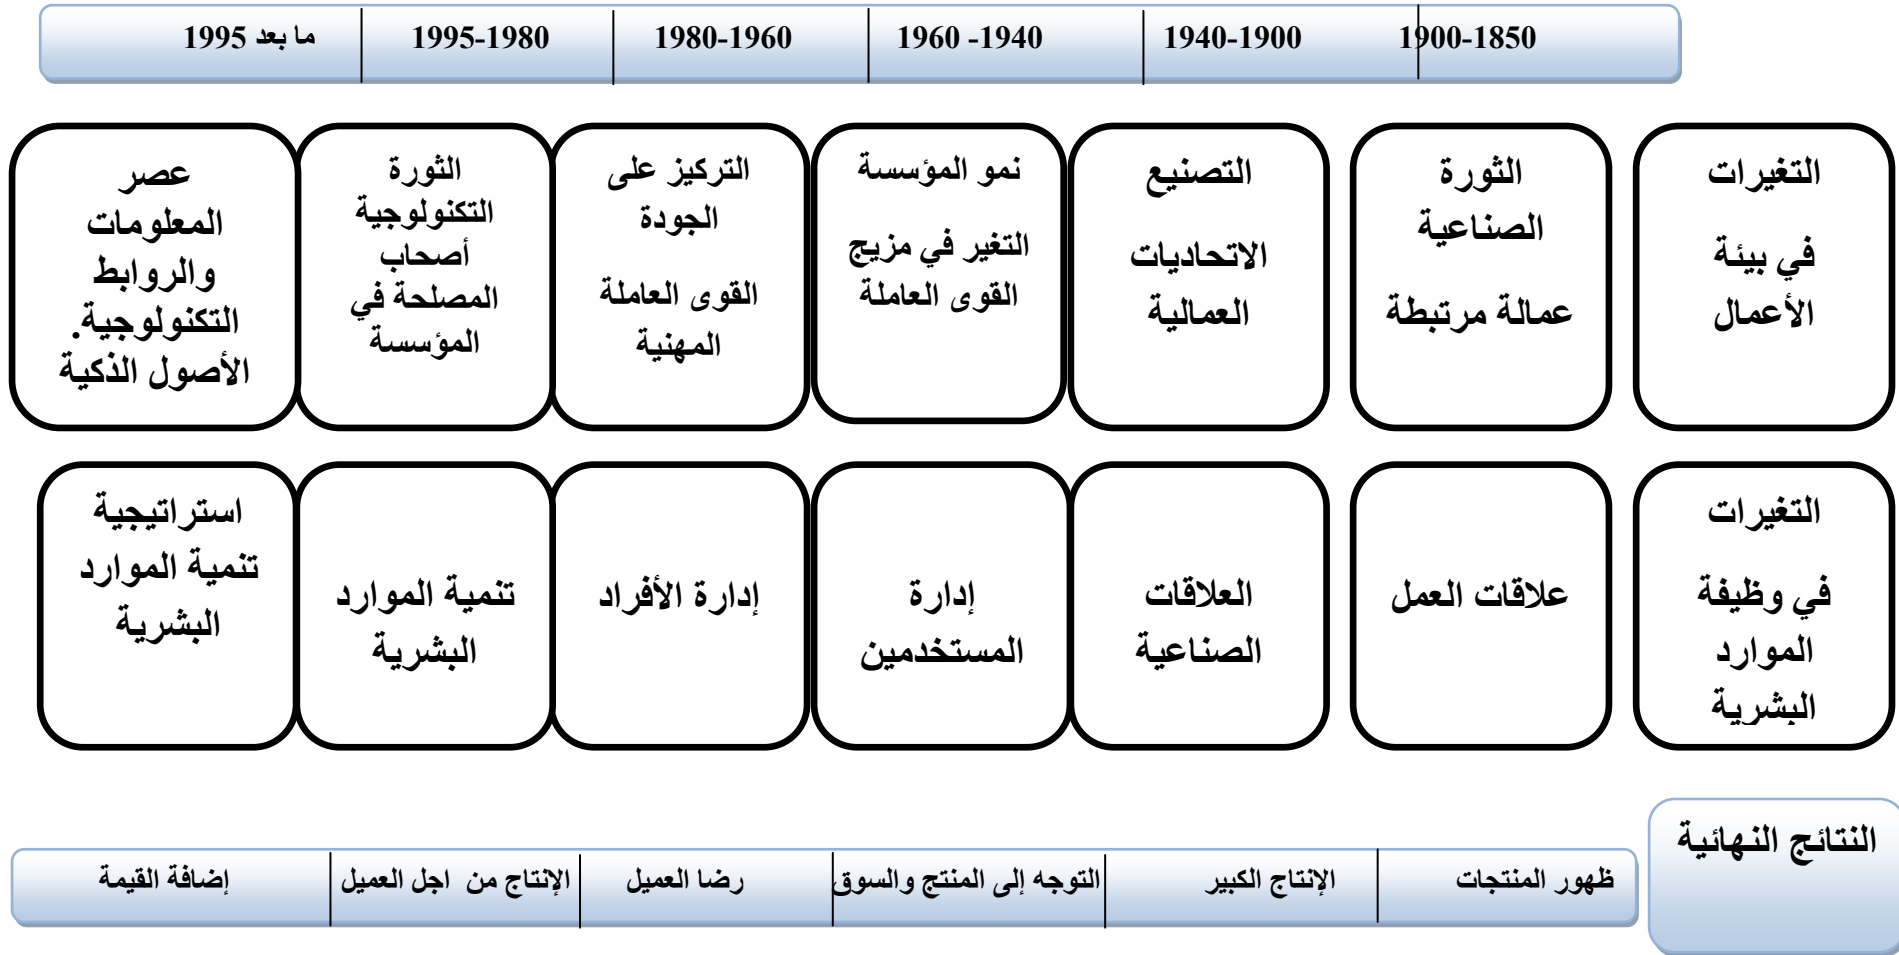 1900-1850
1940-1900
1960 -1940
1980-1960
1995-1980
ما بعد 1995
التغيرات
في بيئة
الأعمال
الثورة
الصناعية
عمالة مرتبطة
التصنيع
الاتحاديات
العمالية
نمو المؤسسة
التغير في مزيج
القوى العاملة
التركيز على
الجودة
القوى العاملة
المهنية
الثورة
التكنولوجية
أصحاب
المصلحة في
المؤسسة
عصر
المعلومات
والروابط
التكنولوجية.
الأصول الذكية
التغيرات
في وظيفة
الموارد
البشرية
علاقات العمل
العلاقات
الصناعية
إدارة
المستخدمين
إدارة الأفراد
تنمية الموارد
البشرية
استراتيجية
تنمية الموارد
البشرية
النتائج النهائية
ظهور المنتجات
الإنتاج الكبير
التوجه إلى المنتج والسوق
رضا العميل
الإنتاج من اجل العميل
إضافة القيمة